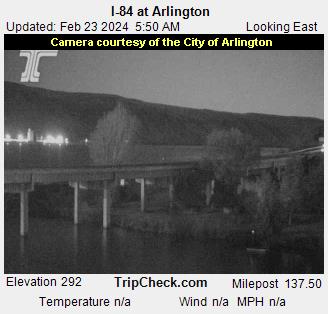 I-84 at Arlington
Updated: Feb 23 2024 5:50 AM Looking East
Camera courtesy of the City of Arlington
Elevation 292 TripCheck.com Milepost 137.50
Temperature n/a Wind n/a MPH n/a